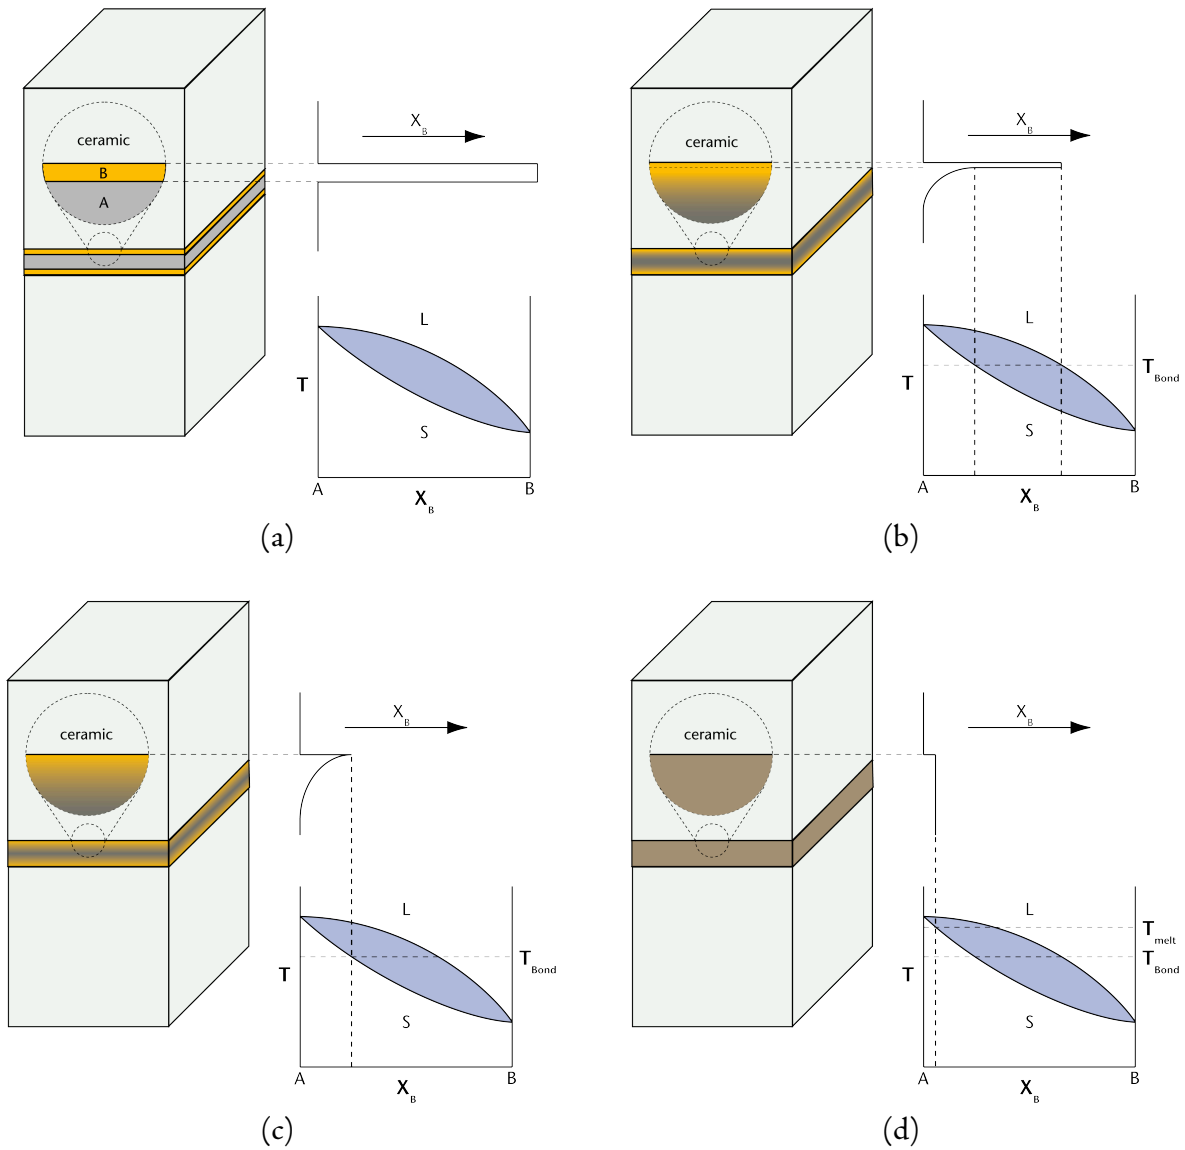 ceramic
B
A
X_B
L
T
S
A B
X_B
(a)
ceramic
X_B
L
T_Bond
T
S
A B
X_B
(b)
ceramic
X_B
L
T_Bond
T
S
A B
X_B
(c)
ceramic
X_B
L
T_melt
T_Bond
T
S
A B
X_B
(d)